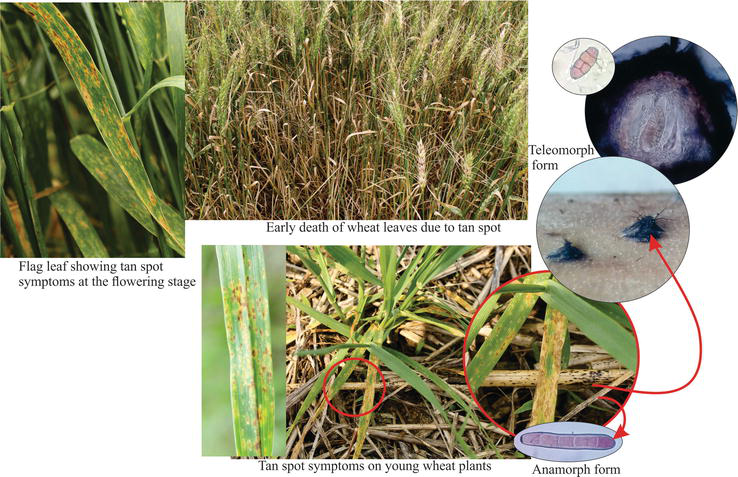 Teleomorph
form
Early death of wheat leaves due to tan spot
Flag leaf showing tan spot
symptoms at the flowering stage
Tan spot symptoms on young wheat plants
Anamorph form